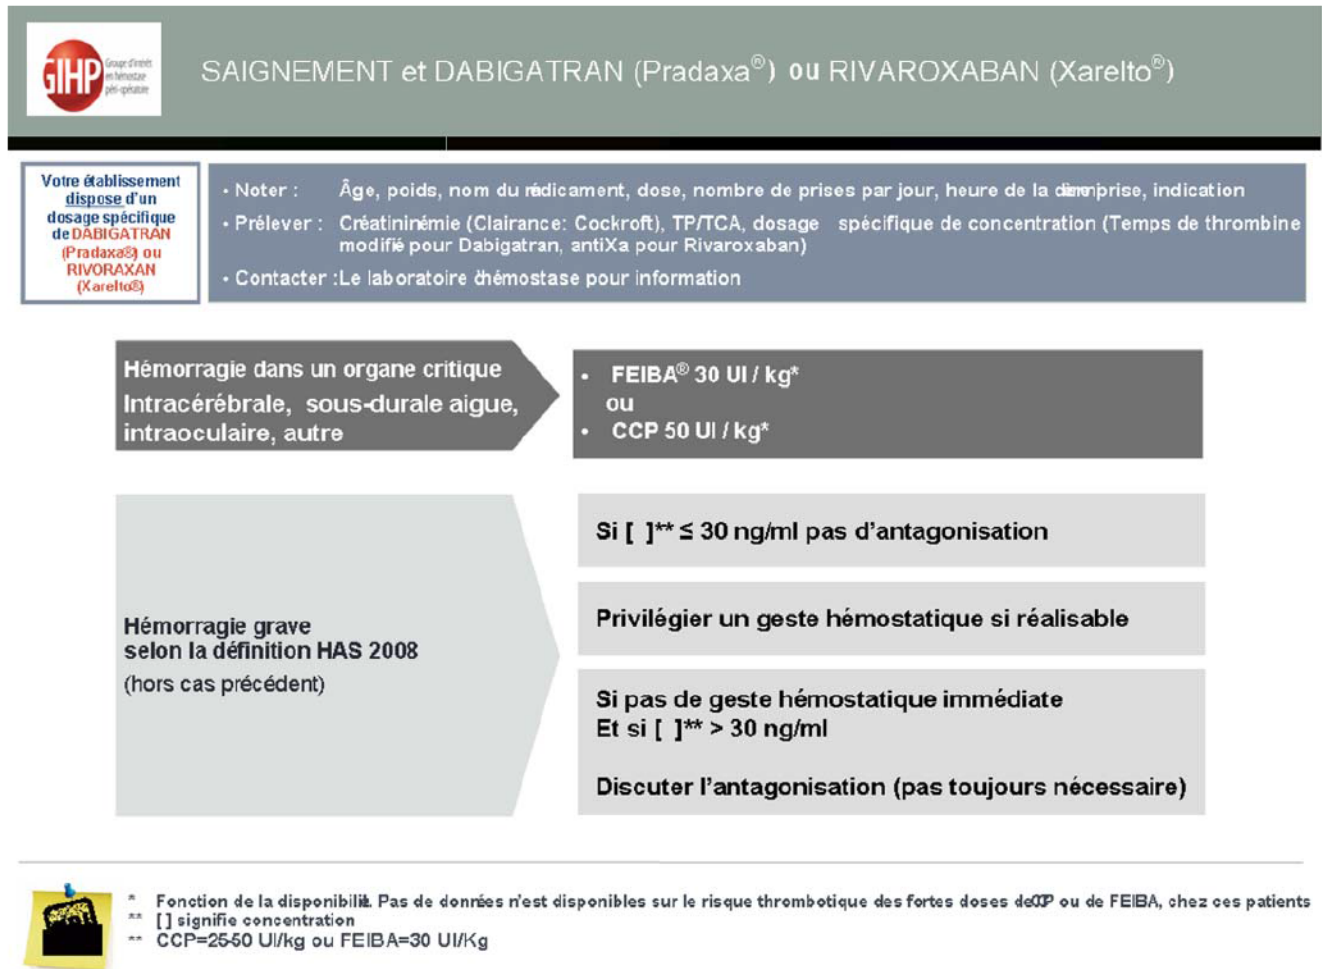 GIHP Groupe d'intérêt
en hémostase
péri-opératoire
SAIGNEMENT et DABIGATRAN (Pradaxa®) ou RIVAROXABAN (Xarelto®)
Votre établissement
dispose d'un
dosage spécifique
de DABIGATRAN
(Pradaxa®) ou
RIVORAXAN
(Xarelto®)
• Noter : Âge, poids, nom du médicament, dose, nombre de prises par jour, heure de la prise, indication
• Prélever : Créatininémie (Clairance: Cockroft), TP/TCA, dosage spécifique de concentration (Temps de thrombine
modifié pour Dabigatran, antiXa pour Rivaroxaban)
• Contacter : Le laboratoire d'hémostase pour information
Hémorragie dans un organe critique
Intracérébrale, sous-durale aigue,
intraoculaire, autre
• FEIBA® 30 UI / kg*
ou
• CCP 50 UI / kg*
Hémorragie grave
selon la définition HAS 2008
(hors cas précédent)
Si [ ]** ≤ 30 ng/ml pas d'antagonisation
Privilégier un geste hémostatique si réalisable
Si pas de geste hémostatique immédiate
Et si [ ]** > 30 ng/ml
Discuter l'antagonisation (pas toujours nécessaire)
* Fonction de la disponibilité. Pas de données n'est disponibles sur le risque thrombotique des fortes doses de CCP ou de FEIBA, chez ces patients
** [ ] signifie concentration
** CCP=25-50 UI/kg ou FEIBA=30 UI/Kg